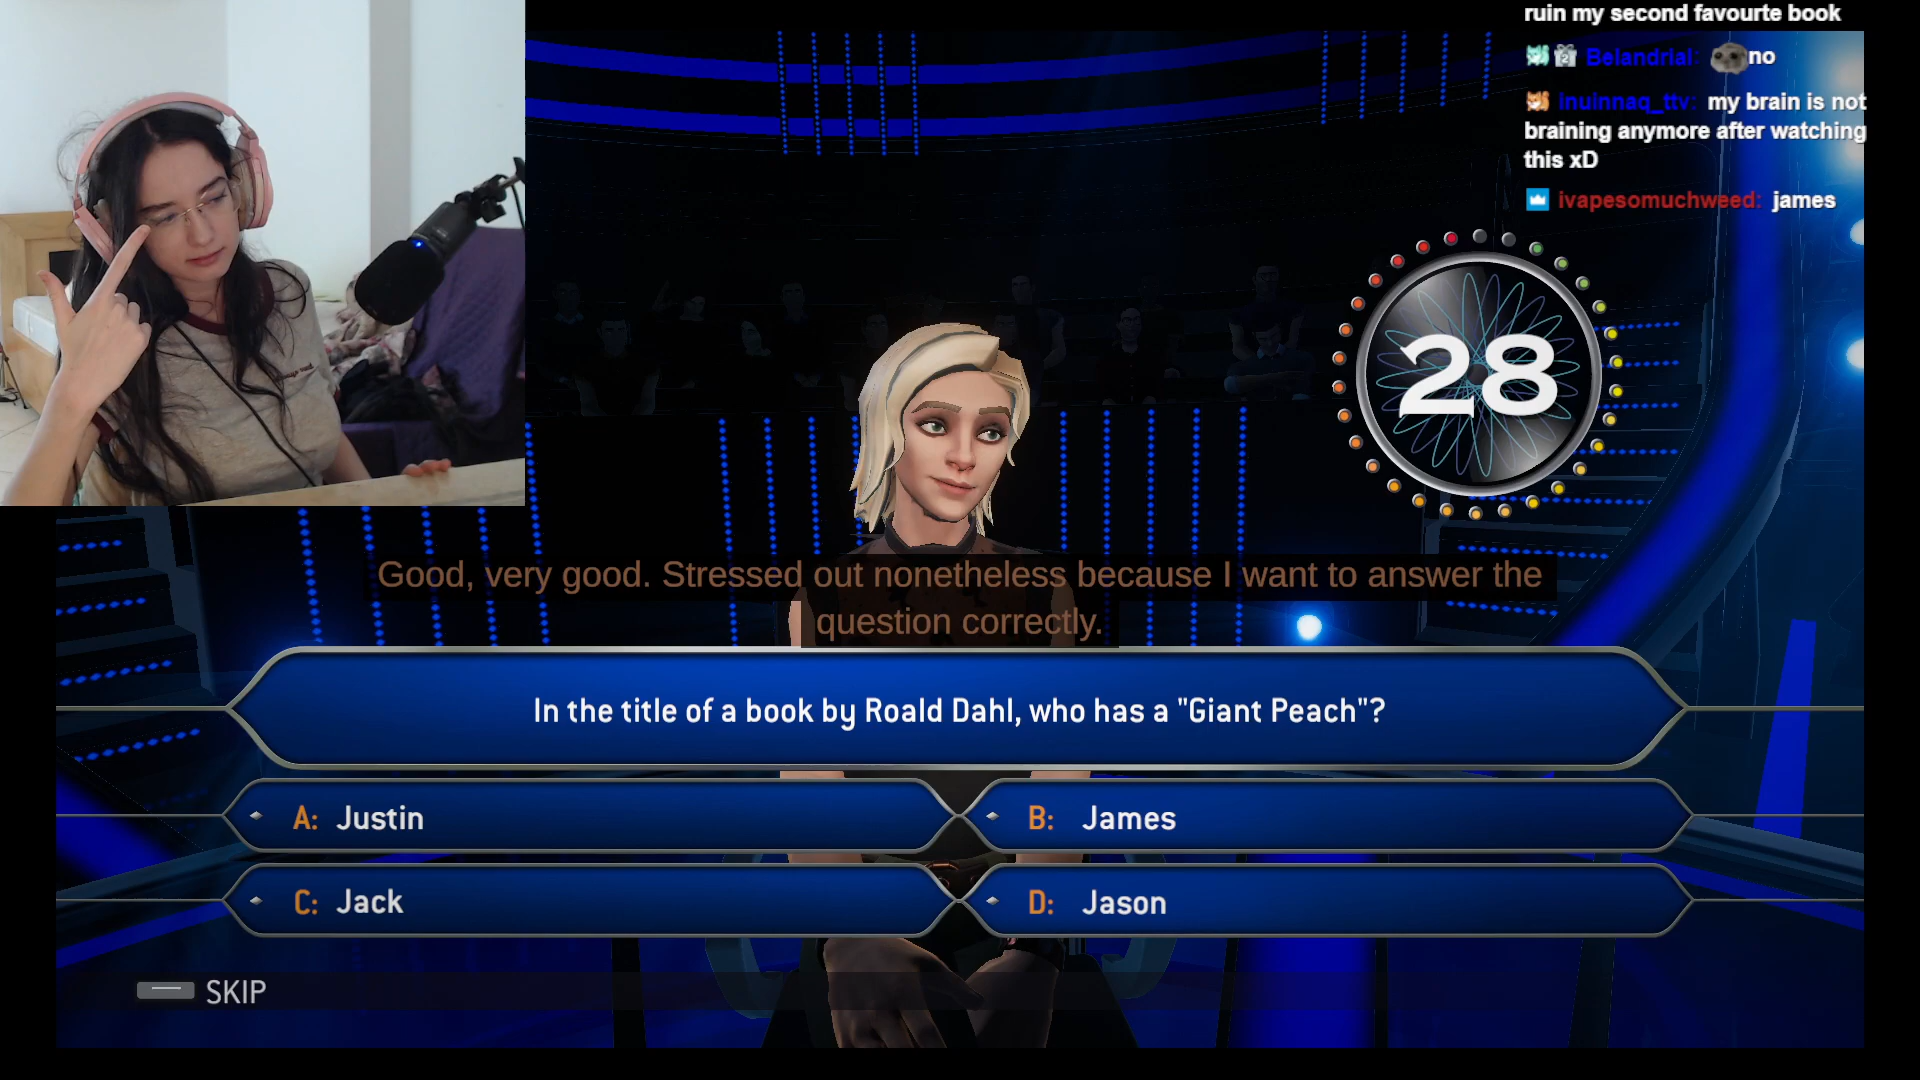 ruin my second favourte book
Belandrial: no
inuinnaq_ttv: my brain is not
braining anymore after watching
this xD
ivapesomuchweed: james
28
Good, very good. Stressed out nonetheless because I want to answer the
question correctly.
In the title of a book by Roald Dahl, who has a "Giant Peach"?
A: Justin
B: James
C: Jack
D: Jason
SKIP